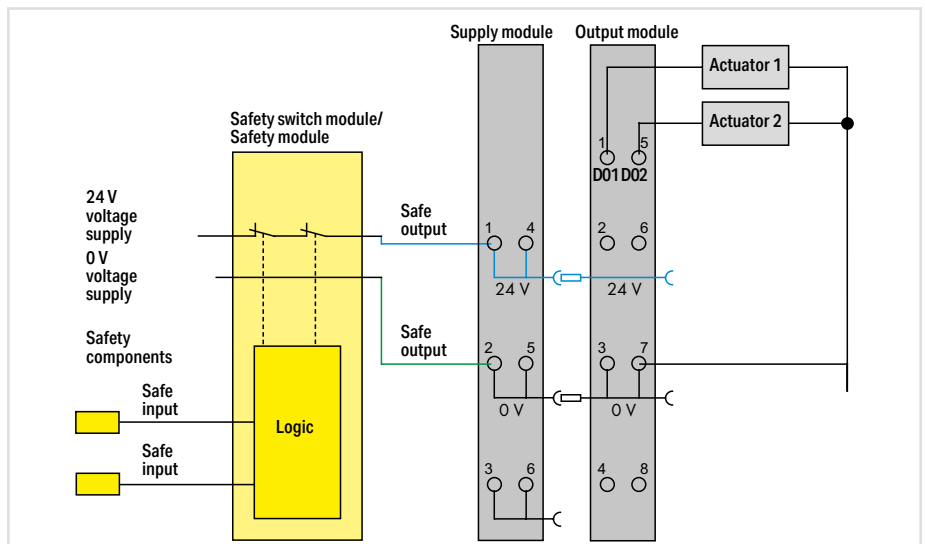 Supply module
Output module
Actuator 1
Actuator 2
Safety switch module/
Safety module
1
5
D01 D02
24 V
voltage
supply
0 V
voltage
supply
Safe
output
1
4
2
6
24 V
24 V
Safe
output
2
5
3
7
0 V
0 V
Safety
components
Safe
input
Logic
Safe
input
3
6
4
8